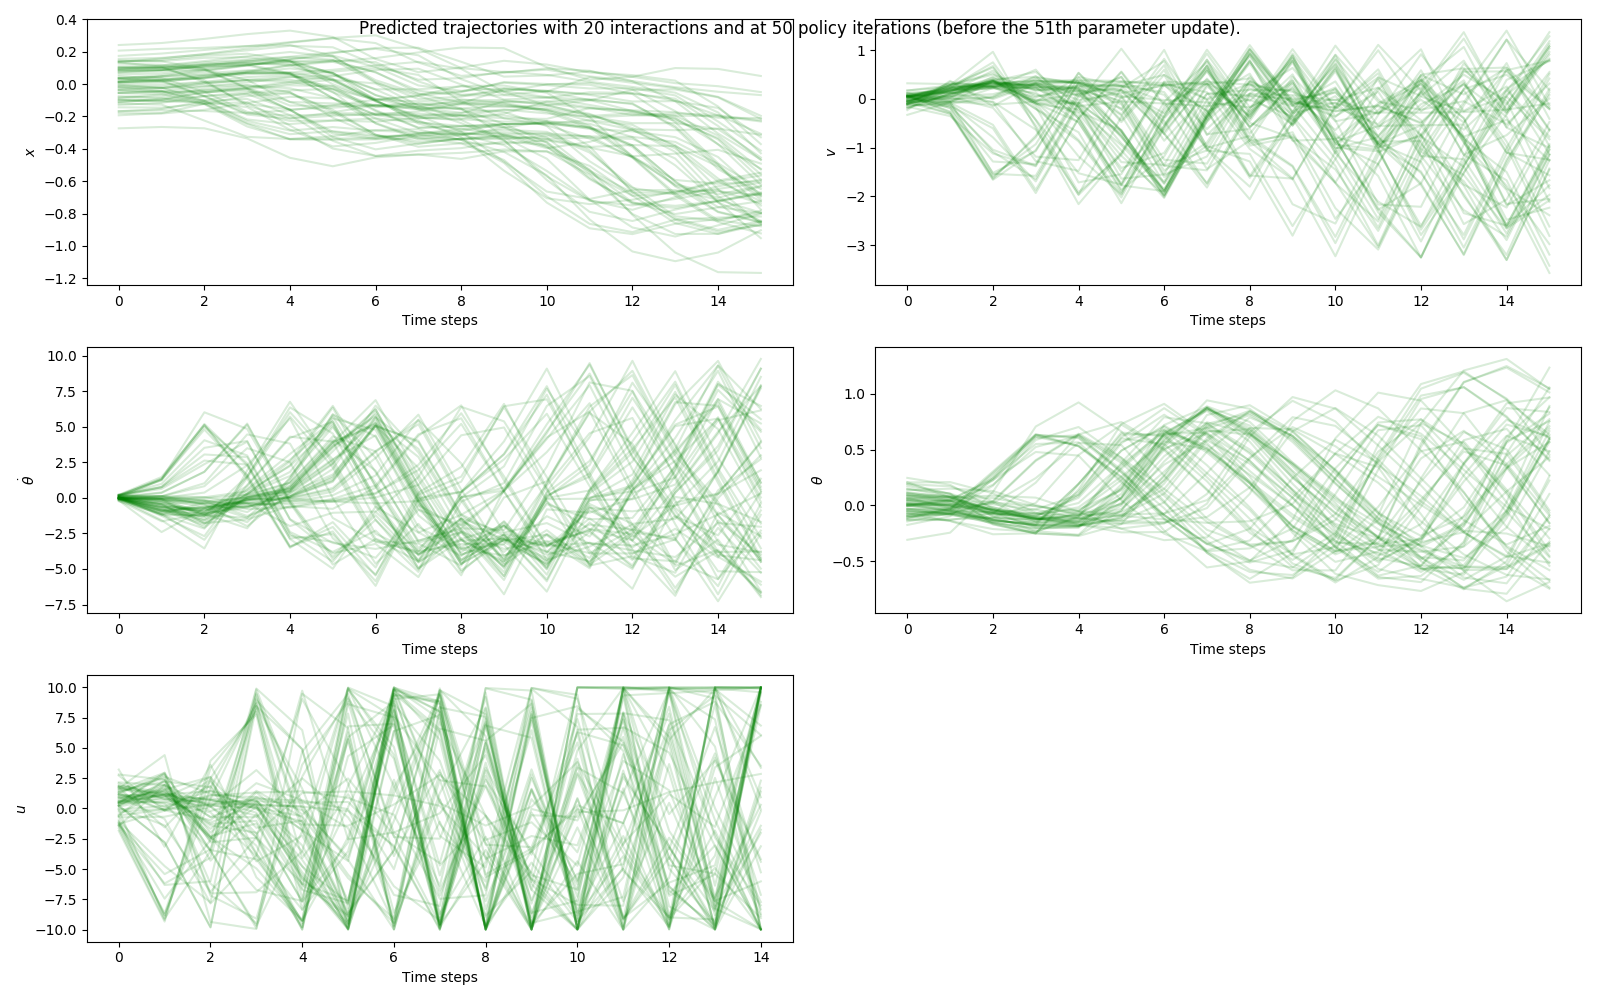 Predicted trajectories with 20 interactions and at 50 policy iterations (before the 51th parameter update).
0.4
0.2
0.0
−0.2
−0.4
−0.6
−0.8
−1.0
−1.2
x
0 2 4 6 8 10 12 14
Time steps
1
0
−1
−2
−3
v
0 2 4 6 8 10 12 14
Time steps
10.0
7.5
5.0
2.5
0.0
−2.5
−5.0
−7.5
θ̇
0 2 4 6 8 10 12 14
Time steps
1.0
0.5
0.0
−0.5
θ
0 2 4 6 8 10 12 14
Time steps
10.0
7.5
5.0
2.5
0.0
−2.5
−5.0
−7.5
−10.0
u
0 2 4 6 8 10 12 14
Time steps